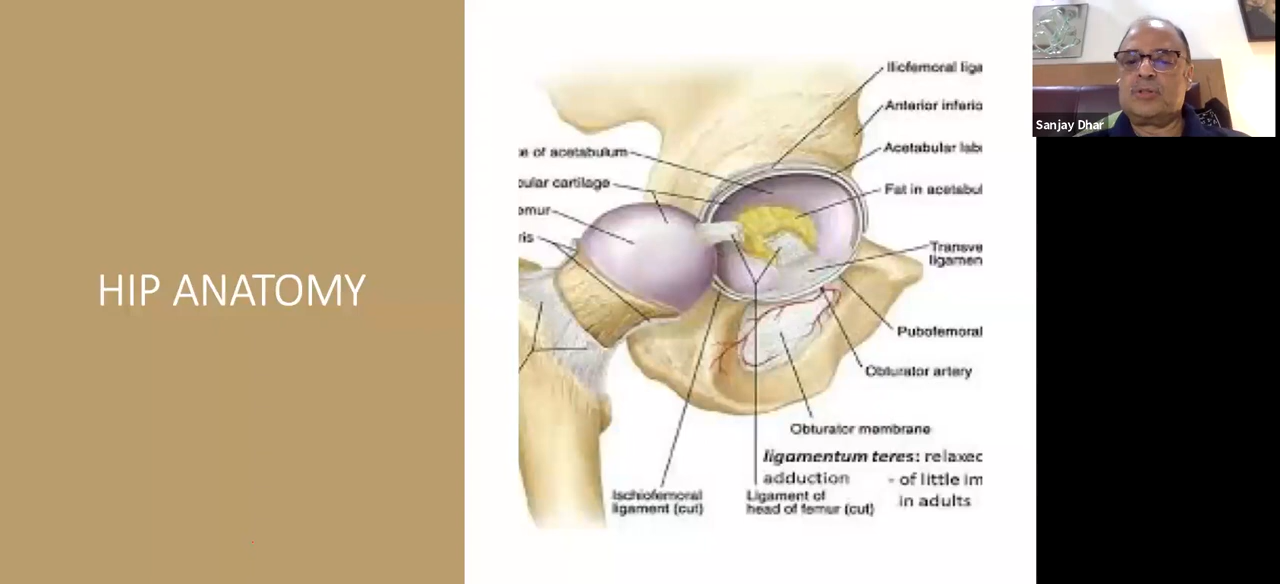 HIP ANATOMY
Iliofemoral liga
Anterior inferio
e of acetabulum
Acetabular lab
ular cartilage
Fat in acetabul
emur
ris
Transve
ligamen
Pubofemoral
Obturator artery
Obturator membrane
ligamentum teres: relaxec
adduction - of little im
in adults
Ischiofemoral
ligament (cut)
Ligament of
head of femur (cut)
Sanjay Dhar